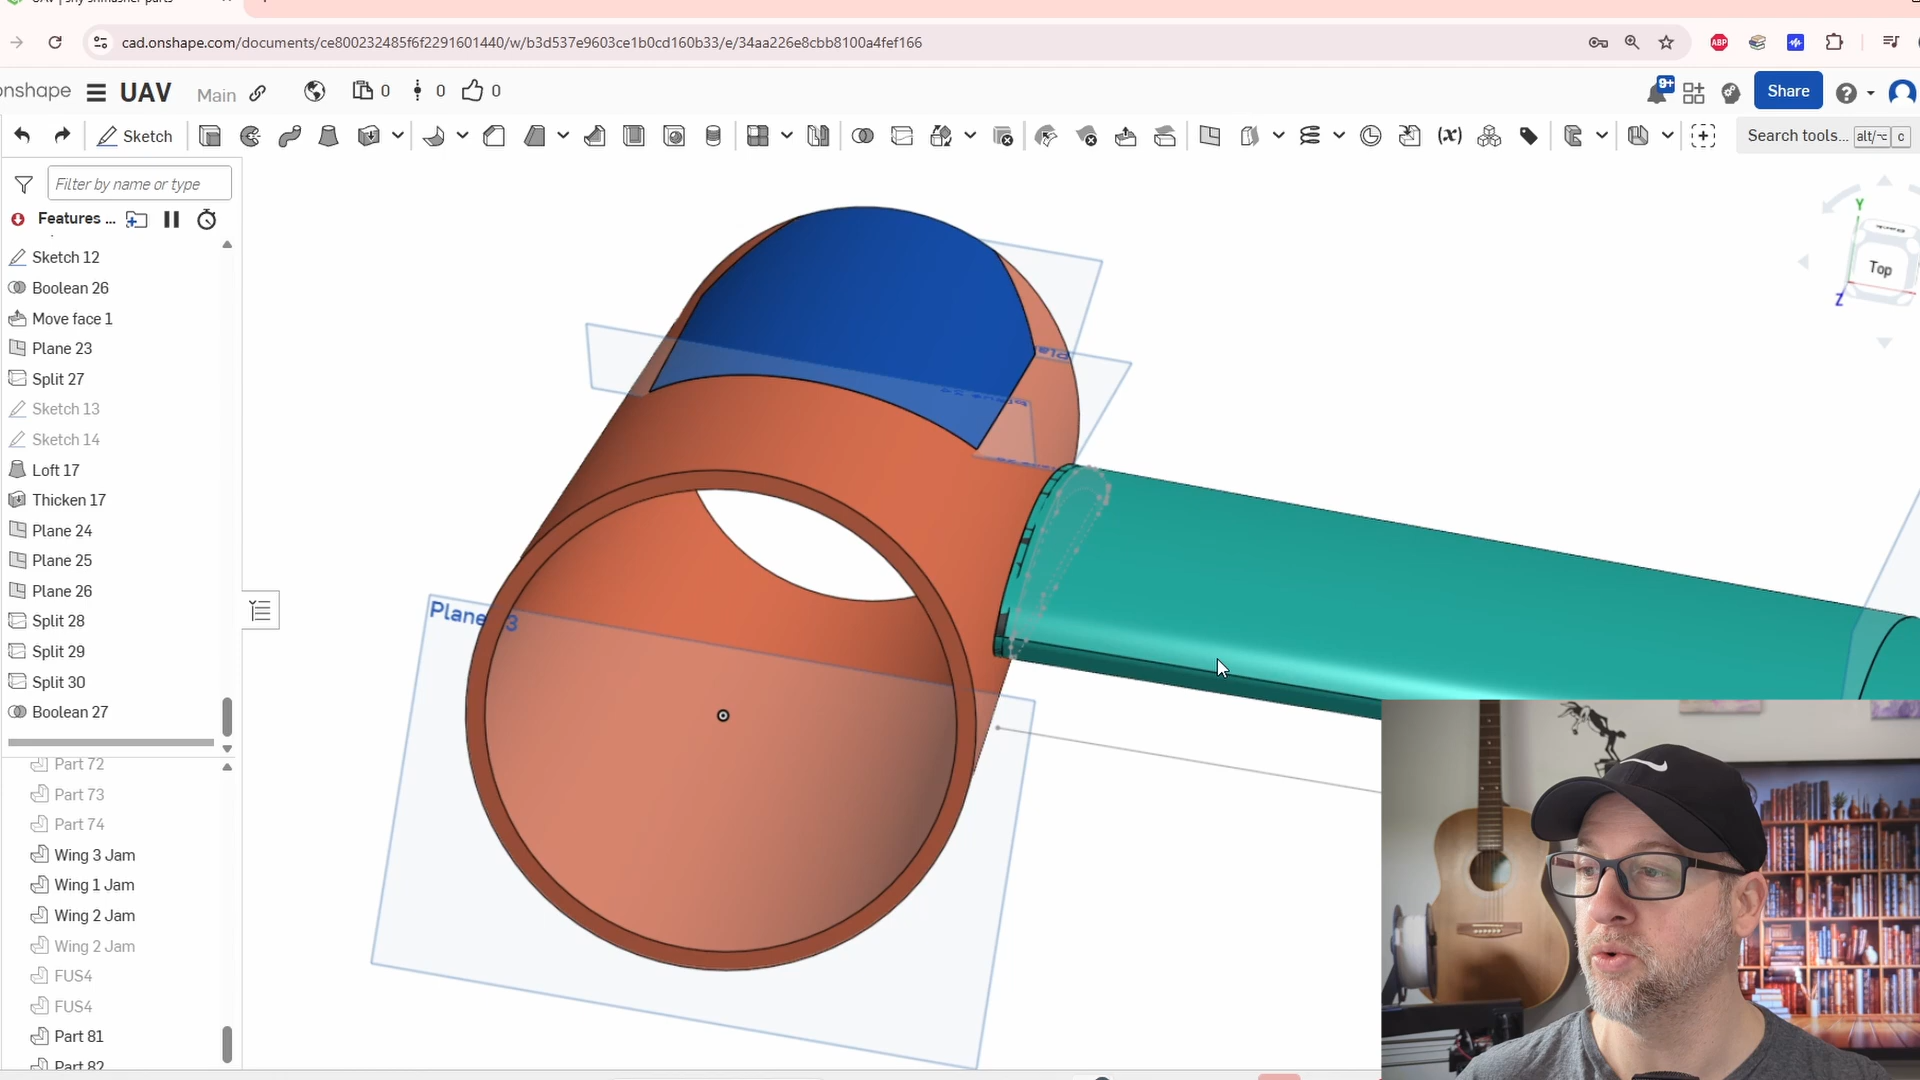 cad.onshape.com/documents/ce800232485f6f2291601440/w/b3d537e9603ce1b0cd160b33/e/34aa226e8cbb8100a4fef166
ABP
onshape UAV Main 0 0 0 9+ Share
Sketch (x) Search tools... alt/⌥ c
Filter by name or type
Features ...
Sketch 12
Boolean 26
Move face 1
Plane 23
Split 27
Sketch 13
Sketch 14
Loft 17
Thicken 17
Plane 24
Plane 25
Plane 26
Split 28
Split 29
Split 30
Boolean 27
Part 72
Part 73
Part 74
Wing 3 Jam
Wing 1 Jam
Wing 2 Jam
Wing 2 Jam
FUS4
FUS4
Part 81
Part 82
Y
Back
Top
Z
Plane 3